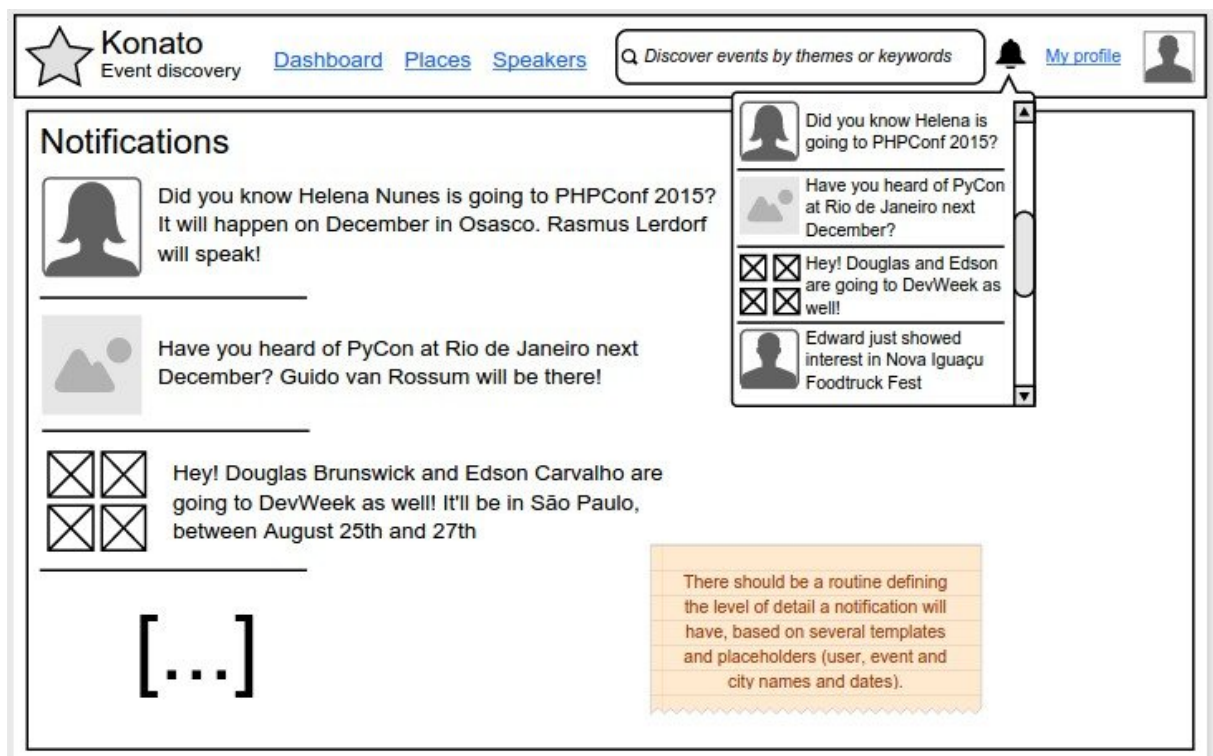 Konato
Event discovery
Dashboard Places Speakers
Discover events by themes or keywords
My profile
Notifications
Did you know Helena Nunes is going to PHPConf 2015?
It will happen on December in Osasco. Rasmus Lerdorf
will speak!
Have you heard of PyCon at Rio de Janeiro next
December? Guido van Rossum will be there!
Hey! Douglas Brunswick and Edson Carvalho are
going to DevWeek as well! It'll be in São Paulo,
between August 25th and 27th
[...]
Did you know Helena is
going to PHPConf 2015?
Have you heard of PyCon
at Rio de Janeiro next
December?
Hey! Douglas and Edson
are going to DevWeek as
well!
Edward just showed
interest in Nova Iguaçu
Foodtruck Fest
There should be a routine defining
the level of detail a notification will
have, based on several templates
and placeholders (user, event and
city names and dates).